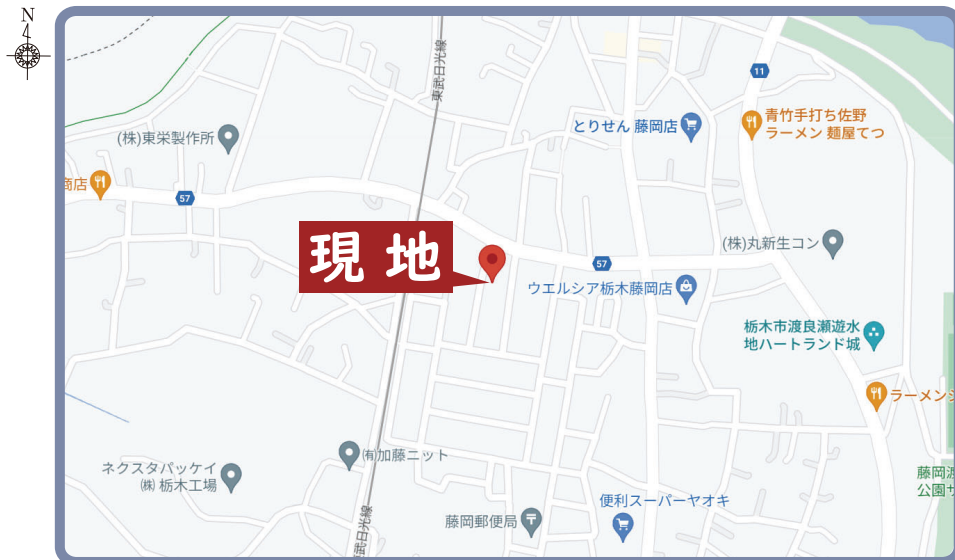 N
東武日光線
11
青竹手打ち佐野
ラーメン 麺屋てつ
とりせん 藤岡店
(株)東栄製作所
商店
57
現 地
57
(株)丸新生コン
ウエルシア栃木藤岡店
栃木市渡良瀬遊水
地ハートランド城
ラーメン
(有)加藤ニット
ネクスタパッケイ
(株) 栃木工場
藤岡
公園
便利スーパーヤオキ
藤岡郵便局
武日光線